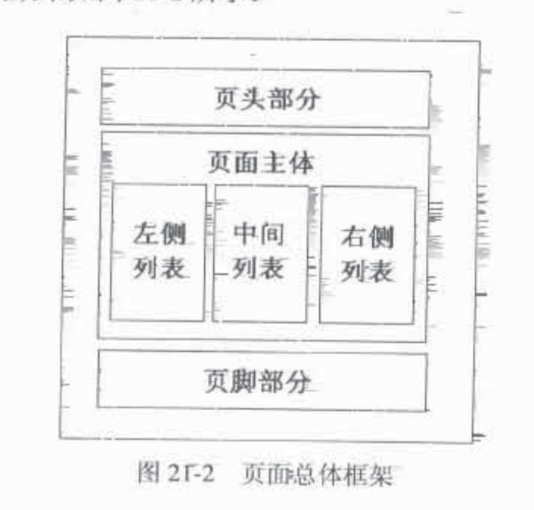 页头部分
页面主体
左侧
列表
中间
列表
右侧
列表
页脚部分
图 21-2 页面总体框架